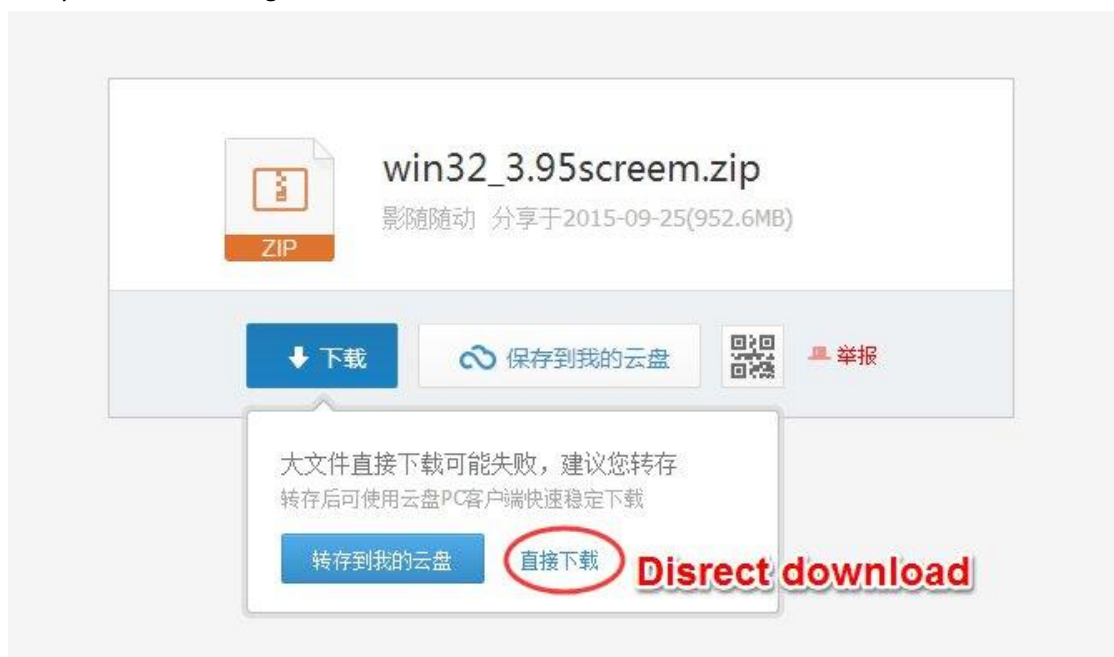 win32_3.95screem.zip
影随随动 分享于2015-09-25(952.6MB)
ZIP
下载
保存到我的云盘
举报
大文件直接下载可能失败，建议您转存
转存后可使用云盘PC客户端快速稳定下载
转存到我的云盘
直接下载
Disrect download